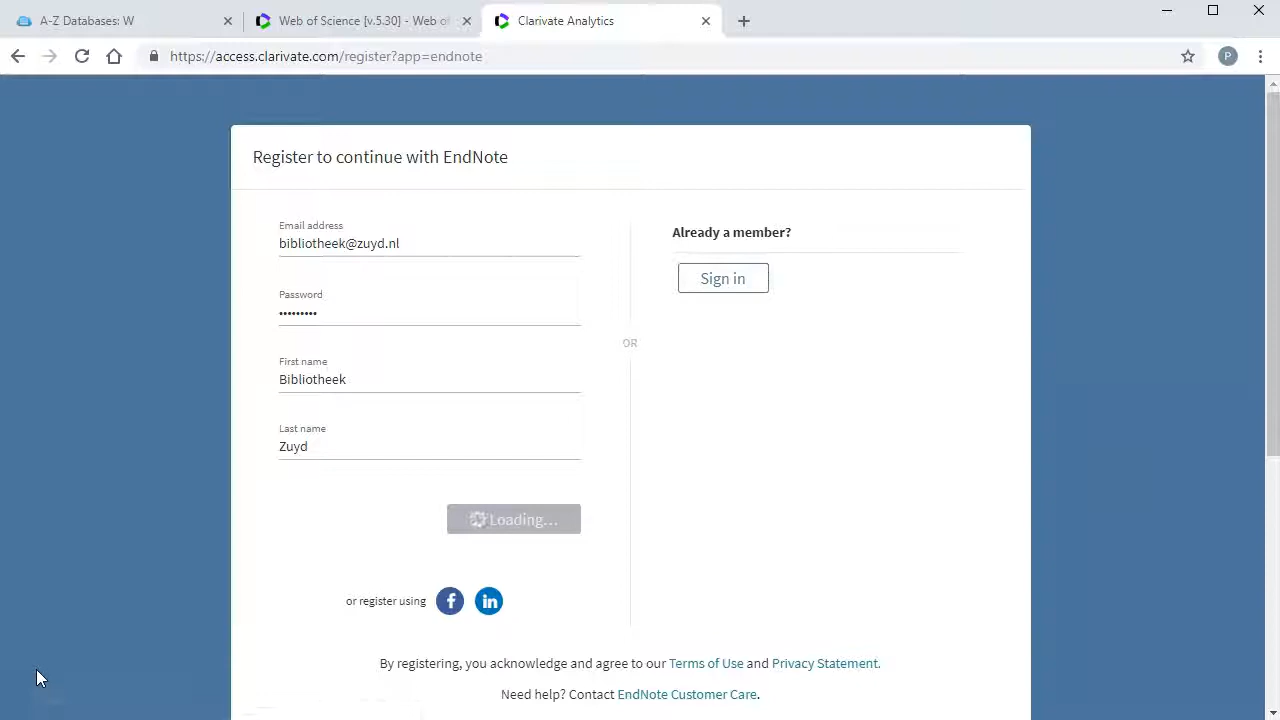 A-Z Databases: W
Web of Science [v.5.30] - Web of
Clarivate Analytics
https://access.clarivate.com/register?app=endnote
P
Register to continue with EndNote
Email address
bibliotheek@zuyd.nl
Password
•••••••••
First name
Bibliotheek
Last name
Zuyd
Loading...
or register using
Already a member?
Sign in
OR
By registering, you acknowledge and agree to our Terms of Use and Privacy Statement.
Need help? Contact EndNote Customer Care.